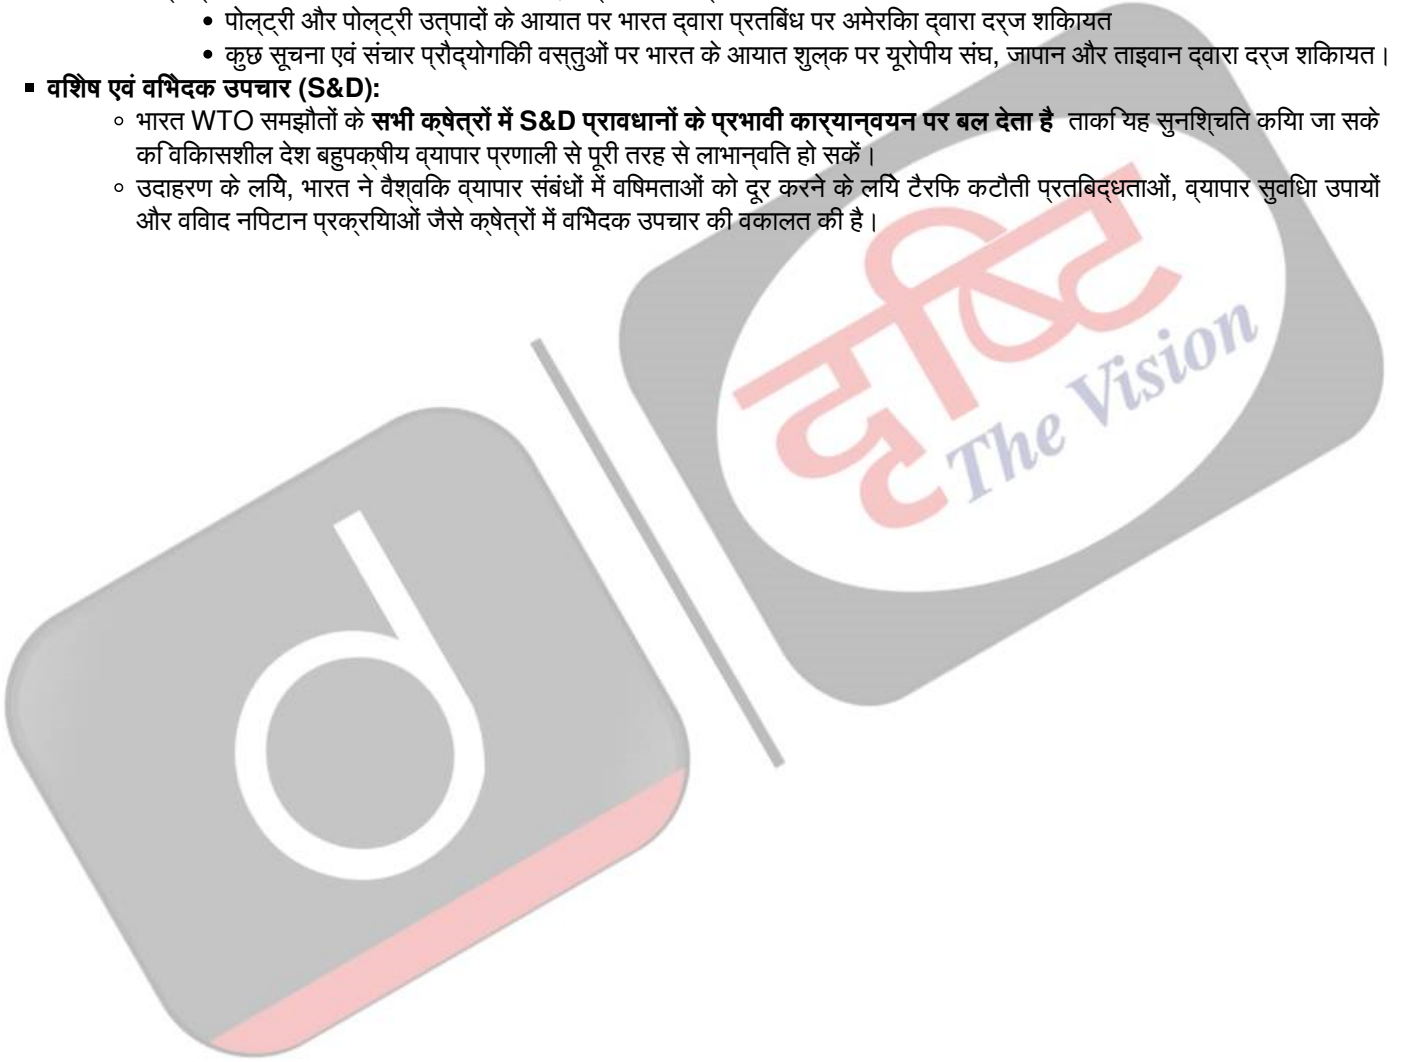 पोल्ट्री और पोल्ट्री उत्पादों के आयात पर भारत द्वारा प्रतिबंध पर अमेरिका द्वारा दर्ज शिकायत
कुछ सूचना एवं संचार प्रौद्योगिकी वस्तुओं पर भारत के आयात शुल्क पर यूरोपीय संघ, जापान और ताइवान द्वारा दर्ज शिकायत।
विशेष एवं विभेदक उपचार (S&D):
भारत WTO समझौतों के सभी क्षेत्रों में S&D प्रावधानों के प्रभावी कार्यान्वयन पर बल देता है ताकि यह सुनिश्चित किया जा सके
कि विकासशील देश बहुपक्षीय व्यापार प्रणाली से पूरी तरह से लाभान्वित हो सकें।
उदाहरण के लिये, भारत ने वैश्विक व्यापार संबंधों में विषमताओं को दूर करने के लिये टैरिफ कटौती प्रतिबद्धताओं, व्यापार सुविधा उपायों
और विवाद निपटान प्रक्रियाओं जैसे क्षेत्रों में विभेदक उपचार की वकालत की है।
दृष्टि
The Vision
d